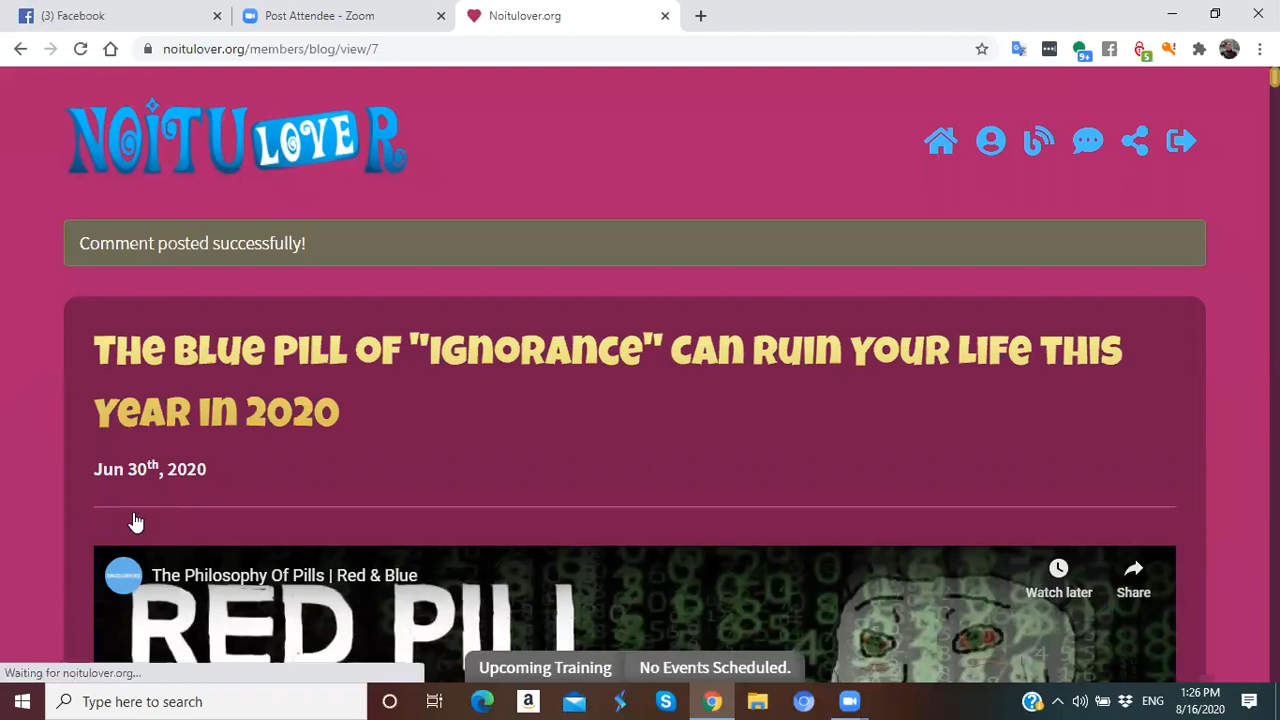 (3) Facebook
Post Attendee - Zoom
Noitulover.org
noitulover.org/members/blog/view/7
9+
5
NOiTULOVER
Comment posted successfully!
The Blue Pill of "Ignorance" Can Ruin Your Life This
Year in 2020
Jun 30th, 2020
The Philosophy Of Pills | Red & Blue
Watch later
Share
RED PILL
Waiting for noitulover.org...
Upcoming Training
No Events Scheduled.
Type here to search
ENG
1:26 PM
8/16/2020